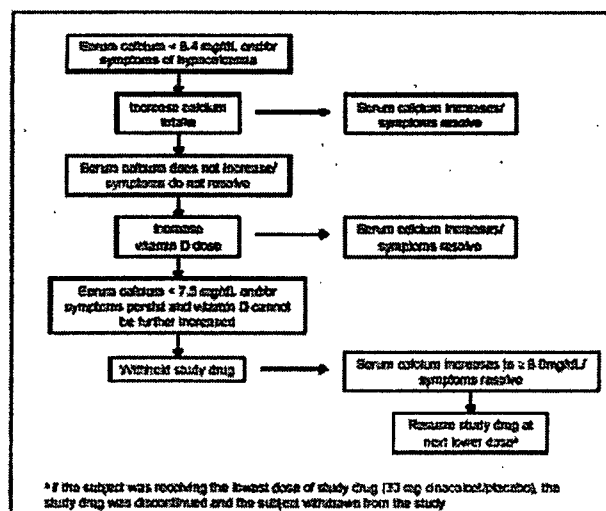 Serum calcium < 8.4 mg/dL and/or
symptoms of hypocalcemia
Increase calcium
intake
Serum calcium increases/
symptoms resolve
Serum calcium does not increase/
symptoms do not resolve
Increase
vitamin D dose
Serum calcium increases/
symptoms resolve
Serum calcium < 7.5 mg/dL and/or
symptoms persist and vitamin D cannot
be further increased
Withhold study drug
Serum calcium increases to ≥ 8.0mg/dL/
symptoms resolve
Resume study drug at
next lower doseª
ª If the subject was receiving the lowest dose of study drug (30 mg cinacalcet/placebo), the
study drug was discontinued and the subject withdrawn from the study